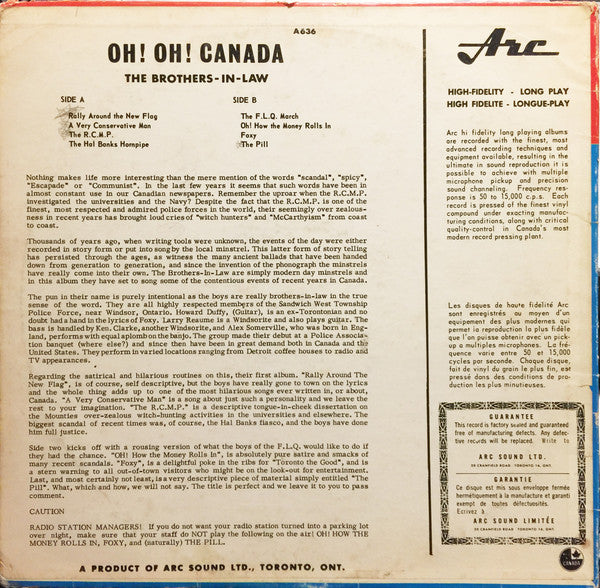 A636
OH! OH! CANADA
THE BROTHERS-IN-LAW
SIDE A
Rally Around the New Flag
A Very Conservative Man
The R.C.M.P.
The Hal Banks Hornpipe
SIDE B
The F.L.Q. March
Oh! How the Money Rolls In
Foxy
The Pill
Nothing makes life more interesting than the mere mention of the words "scandal", "spicy",
"Escapade" or "Communist". In the last few years it seems that such words have been in
almost constant use in our Canadian newspapers. Remember the uproar when the R.C.M.P.
investigated the universities and the Navy? Despite the fact that the R.C.M.P. is one of the
finest, most respected and admired police forces in the world, their seemingly over zealous-
ness in recent years has brought loud cries of "witch hunters" and "McCarthyism" from coast
to coast.
Thousands of years ago, when writing tools were unknown, the events of the day were either
recorded in story form or put into song by the local minstrel. This latter form of story telling
has persisted through the ages, as witness the many ancient ballads that have been handed
down from generation to generation, and since the invention of the phonograph the minstrels
have really come into their own. The Brothers-In-Law are simply modern day minstrels and
in this album they have set to song some of the contentious events of recent years in Canada.
The pun in their name is purely intentional as the boys are really brothers-in-law in the true
sense of the word. They are all highly respected members of the Sandwich West Township
Police Force, near Windsor, Ontario. Howard Duffy, (Guitar), is an ex-Torontonian and no
doubt had a hand in the lyrics of Foxy. Larry Reaume is a Windsorite and also plays guitar. The
bass is handled by Ken. Clarke, another Windsorite, and Alex Somerville, who was born in Eng-
land, performs with equal aplomb on the banjo. The group made their debut at a Police Associa-
tion banquet (where else?) and since then have been in great demand both in Canada and the
United States. They perform in varied locations ranging from Detroit coffee houses to radio and
TV appearances.
Regarding the satirical and hilarious routines on this, their first album. "Rally Around The
New Flag", is of course, self descriptive, but the boys have really gone to town on the lyrics
and the whole thing adds up to one of the most hilarious songs ever written in, or about,
Canada. "A Very Conservative Man" is a song about just such a personality and we leave the
rest to your imagination. "The R.C.M.P." is a descriptive tongue-in-cheek dissertation on
the Mounties over-zealous witch-hunting activities in the universities and elsewhere. The
biggest scandal of recent times was, of course, the Hal Banks fiasco, and the boys have done
him full justice.
Side two kicks off with a rousing version of what the boys of the F.L.Q. would like to do if
they had the chance. "OH! How the Money Rolls In", is absolutely pure satire and smacks of
many recent scandals. "Foxy", is a delightful poke in the ribs for "Toronto the Good", and is
a stern warning to all out-of-town visitors who might be on the look-out for entertainment.
Last, and most certainly not least, is a very descriptive piece of material simply entitled "The
Pill". What, which and how, we will not say. The title is perfect and we leave it to you to pass
comment.
CAUTION
RADIO STATION MANAGERS! If you do not want your radio station turned into a parking lot
over night, make sure that your staff do NOT play the following on the air! OH! HOW THE
MONEY ROLLS IN, FOXY, and (naturally) THE PILL.
A PRODUCT OF ARC SOUND LTD., TORONTO, ONT.
Arc
HIGH-FIDELITY - LONG PLAY
HIGH FIDELITE - LONGUE-PLAY
Arc hi fidelity long playing albums
are recorded with the finest, most
advanced recording techniques and
equipment available, resulting in the
ultimate in sound reproduction it is
possible to achieve with multiple
microphone pickup and precision
sound channeling. Frequency res-
ponse is 50 to 15,000 c.p.s. Each
record is pressed of the finest vinyl
compound under exacting manufac-
turing conditions, along with critical
quality-control in Canada's most
modern record pressing plant.
Les disques de haute fidélité Arc
sont enregistrés au moyen d'un
équipement des plus modernes qui
permet la reproduction la plus fidèle
que l'on puisse obtenir avec un pick-
up a multiples microphones. La fré-
quence varie entre 50 et 15,000
cycles par seconde. Chaque disque,
fait de vinyl du grain le plus fin, est
pressé dans des conditions de pro-
duction les plus minutieuses.
GUARANTEE
This record is factory sealed and guaranteed
free of manufacturing defects. Any defec-
tive records will be replaced. Write to
ARC SOUND LTD.
20 CRANFIELD ROAD TORONTO 16, ONT.
GARANTIE
Ce disque est mis sous enveloppe fermée
hermétiquement à la manufacture et garanti
exempt de toutes défectuosités.
Ecrivez à
ARC SOUND LIMITÉE
20 CRANFIELD ROAD TORONTO 16, ONT.
CANADA